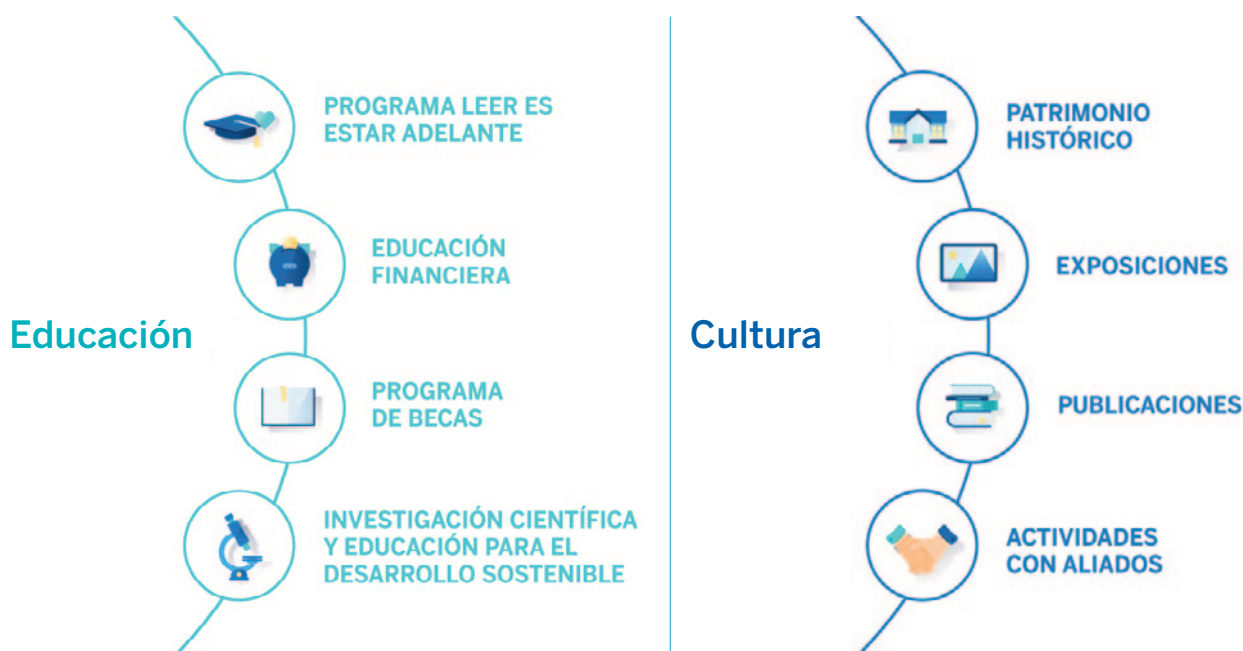 Educación
PROGRAMA LEER ES
ESTAR ADELANTE
EDUCACIÓN
FINANCIERA
PROGRAMA
DE BECAS
INVESTIGACIÓN CIENTÍFICA
Y EDUCACIÓN PARA EL
DESARROLLO SOSTENIBLE
Cultura
PATRIMONIO
HISTÓRICO
EXPOSICIONES
PUBLICACIONES
ACTIVIDADES
CON ALIADOS